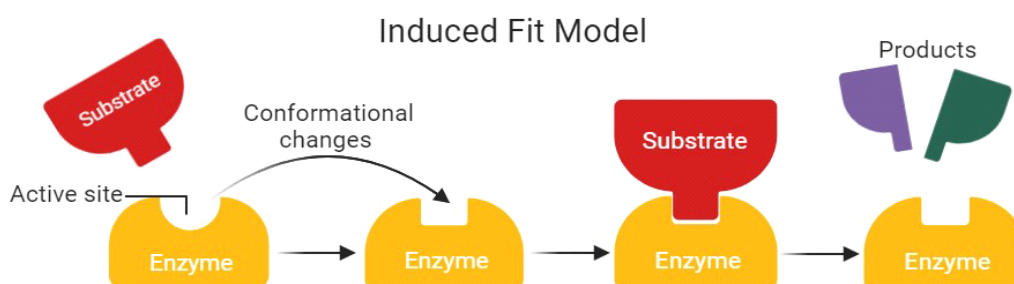 Induced Fit Model
Products
Substrate
Conformational
changes
Substrate
Active site
Enzyme
Enzyme
Enzyme
Enzyme